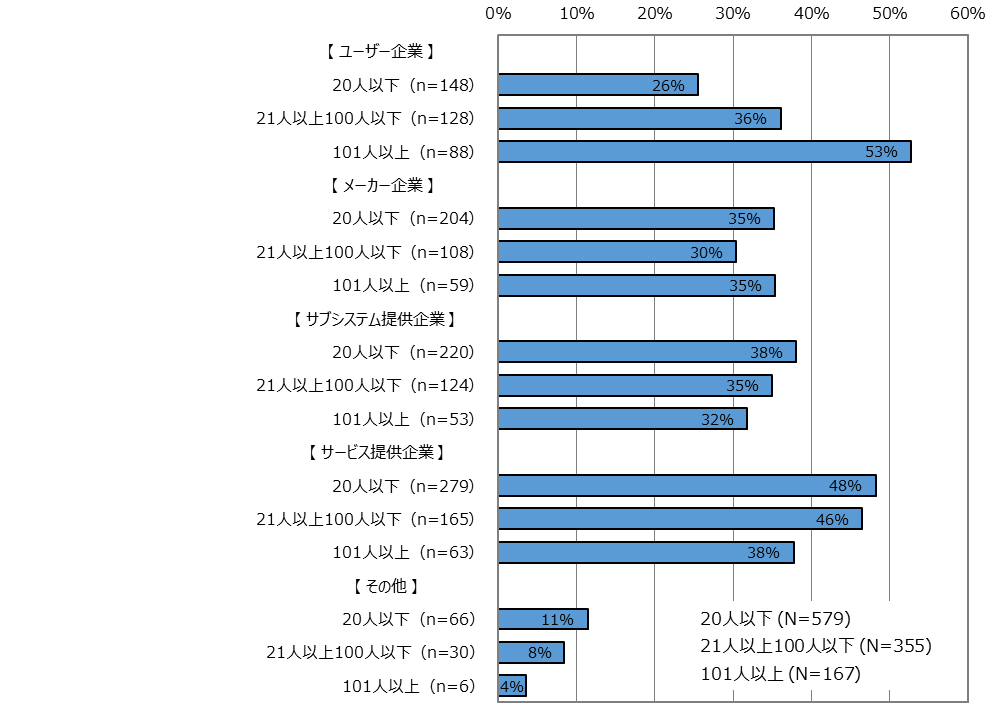 0% 10% 20% 30% 40% 50% 60%
【 ユーザー企業 】
20人以下（n=148） 26%
21人以上100人以下（n=128） 36%
101人以上（n=88） 53%
【 メーカー企業 】
20人以下（n=204） 35%
21人以上100人以下（n=108） 30%
101人以上（n=59） 35%
【 サブシステム提供企業 】
20人以下（n=220） 38%
21人以上100人以下（n=124） 35%
101人以上（n=53） 32%
【 サービス提供企業 】
20人以下（n=279） 48%
21人以上100人以下（n=165） 46%
101人以上（n=63） 38%
【 その他 】
20人以下（n=66） 11%
21人以上100人以下（n=30） 8%
101人以上（n=6） 4%
20人以下 (N=579)
21人以上100人以下 (N=355)
101人以上 (N=167)